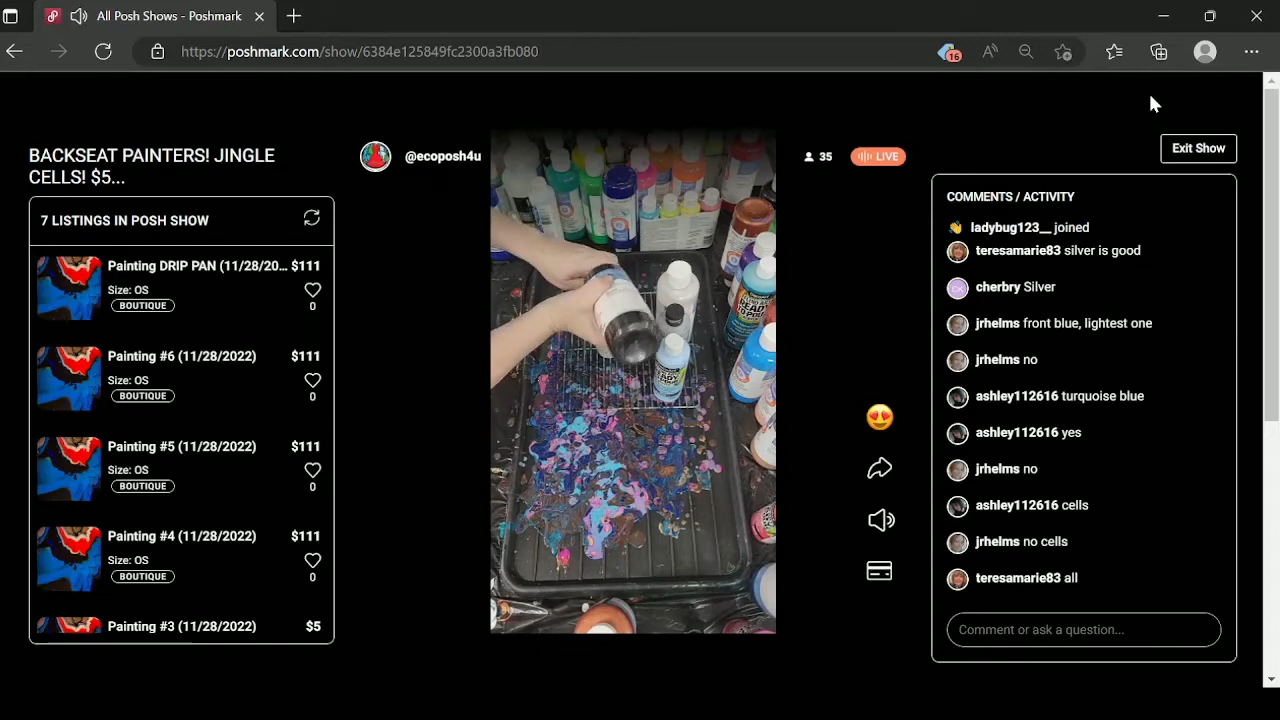 All Posh Shows - Poshmark
https://poshmark.com/show/6384e125849fc2300a3fb080
16
BACKSEAT PAINTERS! JINGLE
CELLS! $5...
@ecoposh4u
35
LIVE
Exit Show
7 LISTINGS IN POSH SHOW
Painting DRIP PAN (11/28/20... $111
Size: OS
BOUTIQUE
0
Painting #6 (11/28/2022) $111
Size: OS
BOUTIQUE
0
Painting #5 (11/28/2022) $111
Size: OS
BOUTIQUE
0
Painting #4 (11/28/2022) $111
Size: OS
BOUTIQUE
0
Painting #3 (11/28/2022) $5
READY
READY
COMMENTS / ACTIVITY
ladybug123__ joined
teresamarie83 silver is good
cherbry Silver
jrhelms front blue, lightest one
jrhelms no
ashley112616 turquoise blue
ashley112616 yes
jrhelms no
ashley112616 cells
jrhelms no cells
teresamarie83 all
Comment or ask a question...